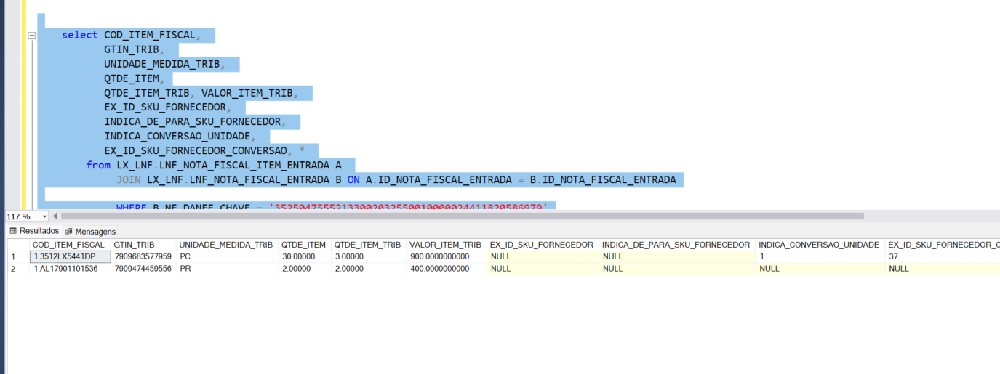 select COD_ITEM_FISCAL,
GTIN_TRIB,
UNIDADE_MEDIDA_TRIB,
QTDE_ITEM,
QTDE_ITEM_TRIB, VALOR_ITEM_TRIB,
EX_ID_SKU_FORNECEDOR,
INDICA_DE_PARA_SKU_FORNECEDOR,
INDICA_CONVERSAO_UNIDADE,
EX_ID_SKU_FORNECEDOR_CONVERSAO, *
from LX_LNF.LNF_NOTA_FISCAL_ITEM_ENTRADA A
JOIN LX_LNF.LNF_NOTA_FISCAL_ENTRADA B ON A.ID_NOTA_FISCAL_ENTRADA = B.ID_NOTA_FISCAL_ENTRADA
WHERE B.NF_DANFE_CHAVE = '35250475552133002032550010000024411820586979'
117 %
Resultados Mensagens
COD_ITEM_FISCAL GTIN_TRIB UNIDADE_MEDIDA_TRIB QTDE_ITEM QTDE_ITEM_TRIB VALOR_ITEM_TRIB EX_ID_SKU_FORNECEDOR INDICA_DE_PARA_SKU_FORNECEDOR INDICA_CONVERSAO_UNIDADE EX_ID_SKU_FORNECEDOR_C
1 1.3512LX5441DP 7909683577959 PC 30.00000 3.00000 900.0000000000 NULL NULL 1 37
2 1.AL17901101536 7909474459556 PR 2.00000 2.00000 400.0000000000 NULL NULL NULL NULL